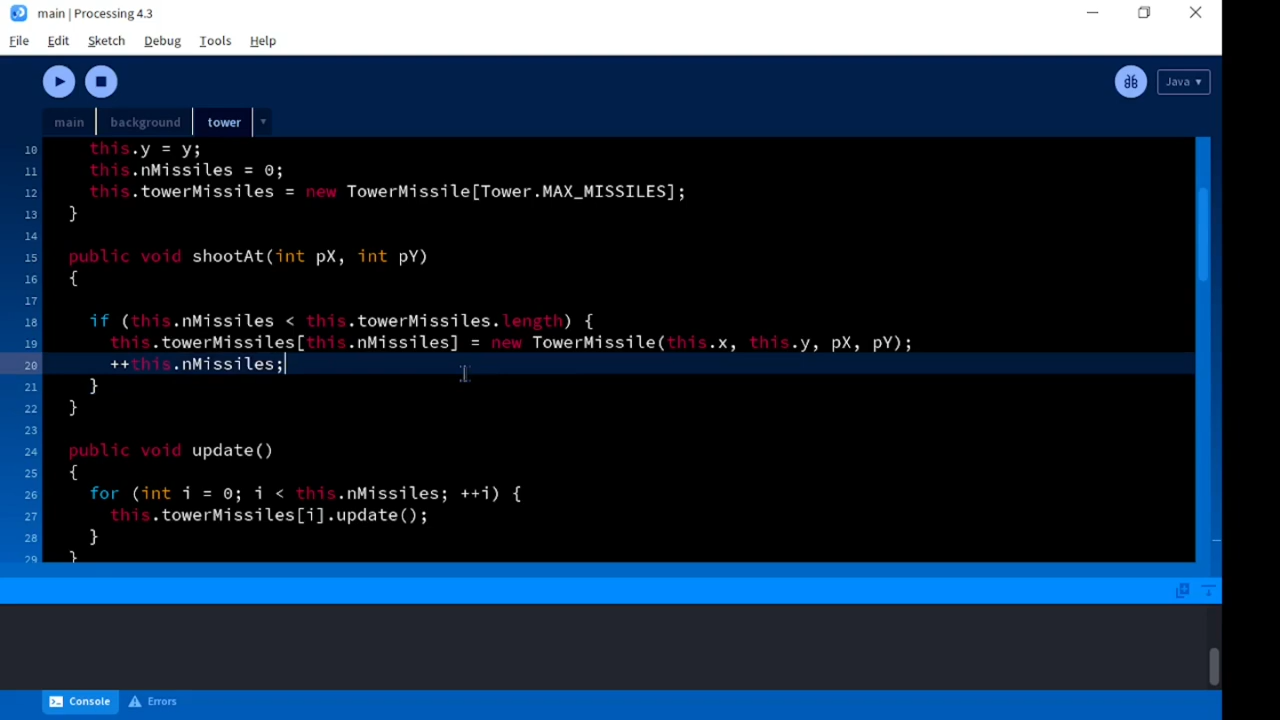 main | Processing 4.3
File Edit Sketch Debug Tools Help
Java ▾
main background tower ▾
10 this.y = y;
11 this.nMissiles = 0;
12 this.towerMissiles = new TowerMissile[Tower.MAX_MISSILES];
13 }
14
15 public void shootAt(int pX, int pY)
16 {
17
18 if (this.nMissiles < this.towerMissiles.length) {
19 this.towerMissiles[this.nMissiles] = new TowerMissile(this.x, this.y, pX, pY);
20 ++this.nMissiles;
21 }
22 }
23
24 public void update()
25 {
26 for (int i = 0; i < this.nMissiles; ++i) {
27 this.towerMissiles[i].update();
28 }
29 }
Console Errors